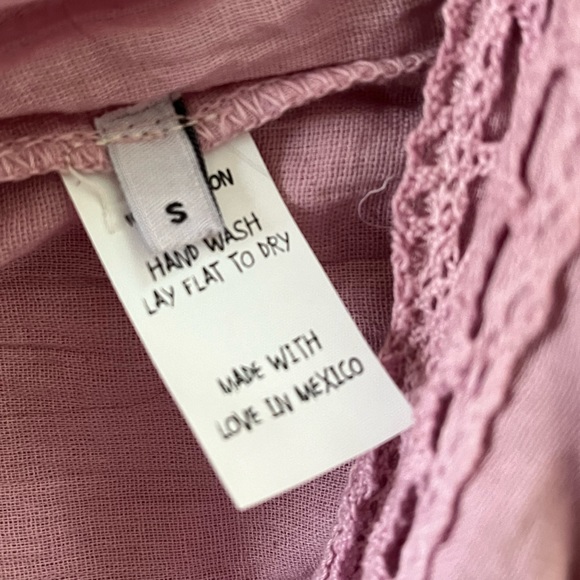 S
HAND WASH
LAY FLAT TO DRY
MADE WITH
LOVE IN MEXICO